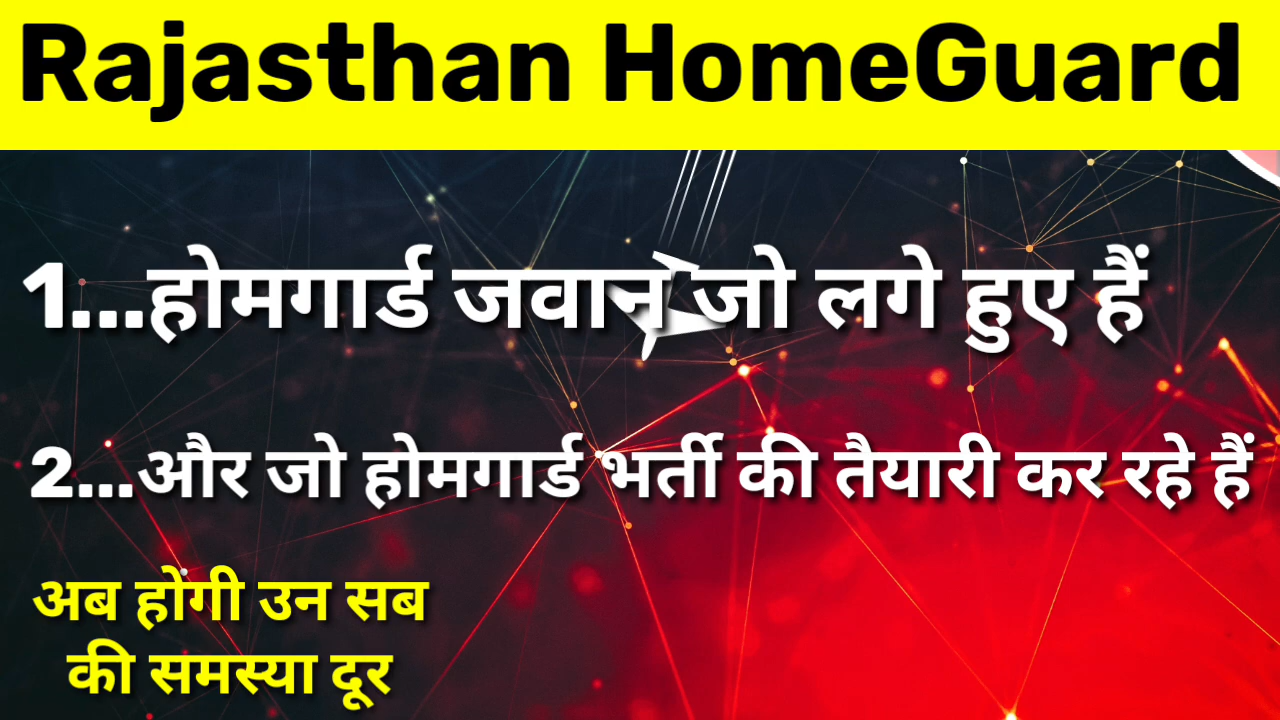 Rajasthan HomeGuard
1...होमगार्ड जवान जो लगे हुए हैं
2...और जो होमगार्ड भर्ती की तैयारी कर रहे हैं
अब होगी उन सब
की समस्या दूर